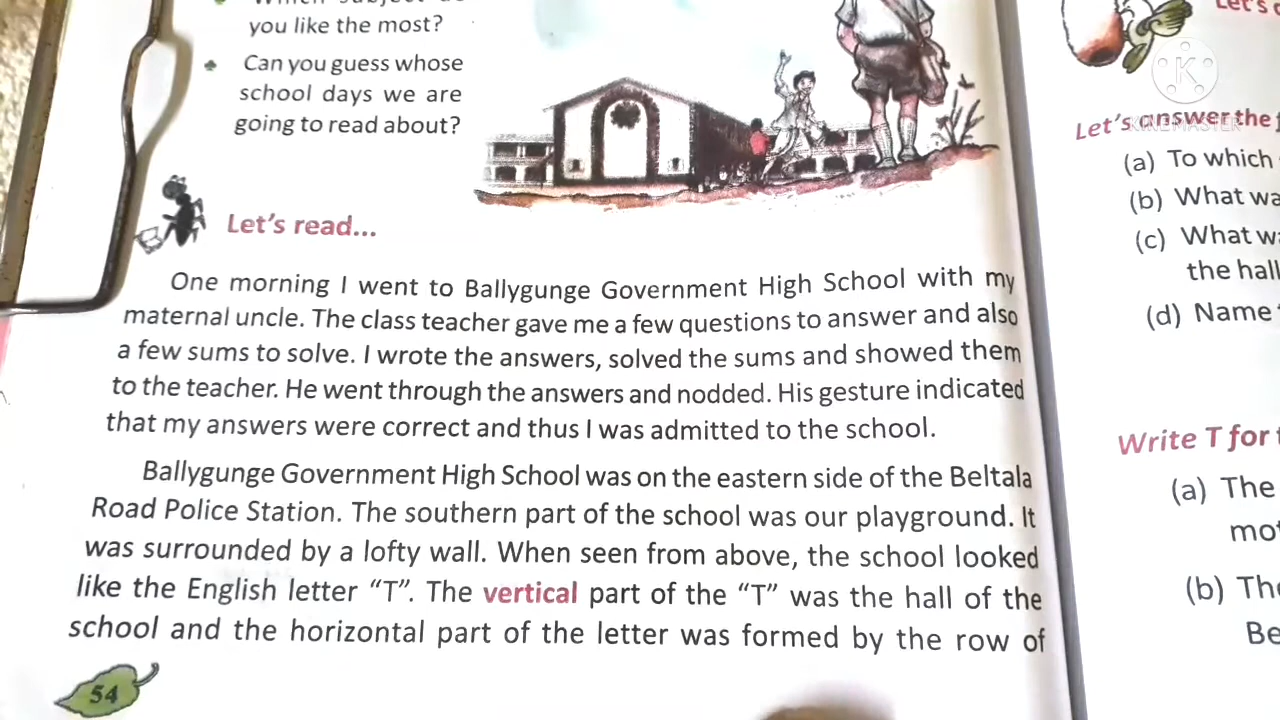 you like the most?
Can you guess whose
school days we are
going to read about?
Let's read...
One morning I went to Ballygunge Government High School with my
maternal uncle. The class teacher gave me a few questions to answer and also
a few sums to solve. I wrote the answers, solved the sums and showed them
to the teacher. He went through the answers and nodded. His gesture indicated
that my answers were correct and thus I was admitted to the school.
Ballygunge Government High School was on the eastern side of the Beltala
Road Police Station. The southern part of the school was our playground. It
was surrounded by a lofty wall. When seen from above, the school looked
like the English letter “T”. The vertical part of the “T” was the hall of the
school and the horizontal part of the letter was formed by the row of
54
Let's
Let's answer the
(a) To which
(b) What
(c) What
the hall
(d) Name
Write T for
(a) The
(b)
K
KINEMASTER